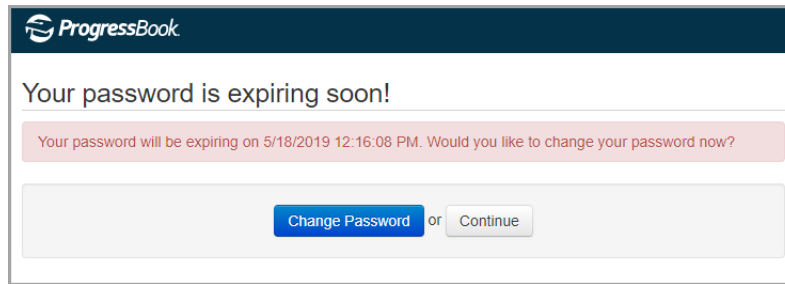 ProgressBook
Your password is expiring soon!
Your password will be expiring on 5/18/2019 12:16:08 PM. Would you like to change your password now?
Change Password or Continue